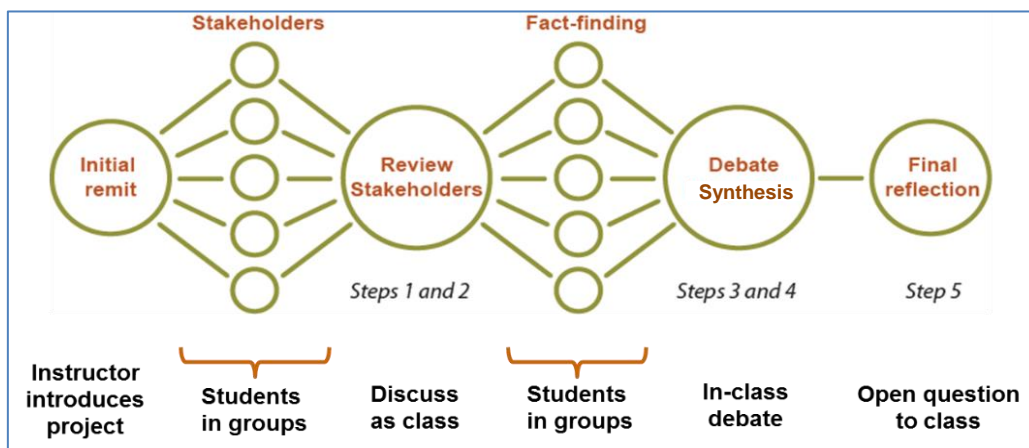 Stakeholders
Fact-finding
Initial
remit
Review
Stakeholders
Debate
Synthesis
Final
reflection
Steps 1 and 2
Steps 3 and 4
Step 5
Instructor
introduces
project
Students
in groups
Discuss
as class
Students
in groups
In-class
debate
Open question
to class